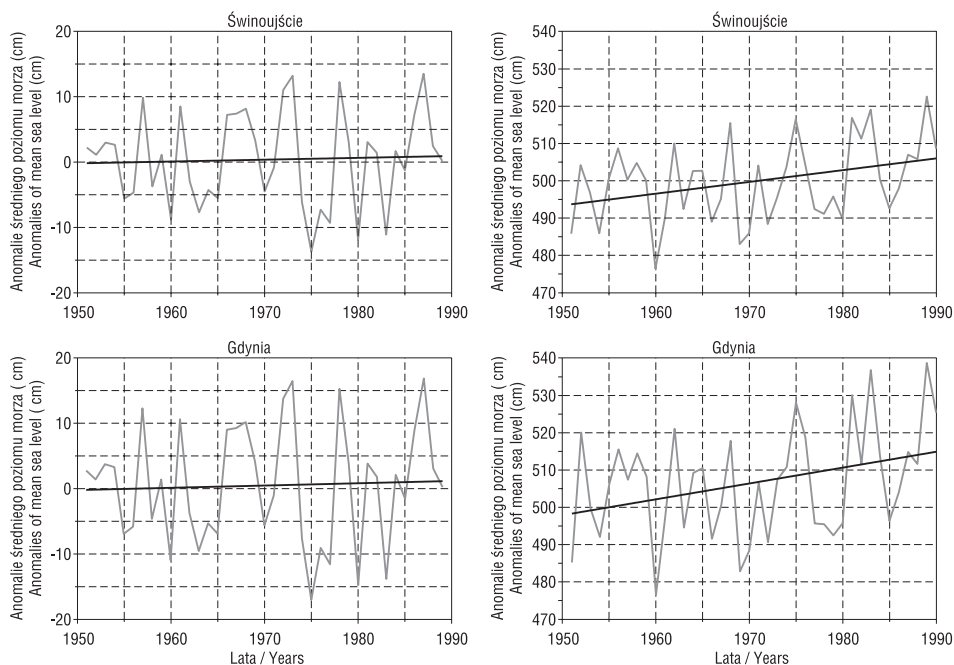 Świnoujście
Anomalie średniego poziomu morza (cm)
Anomalies of mean sea level (cm)
20
10
0
-10
-20
1950 1960 1970 1980 1990
Świnoujście
Anomalie średniego poziomu morza (cm)
Anomalies of mean sea level (cm)
540
530
520
510
500
490
480
470
1950 1960 1970 1980 1990
Gdynia
Anomalie średniego poziomu morza ( cm)
Anomalies of mean sea level ( cm)
20
10
0
-10
-20
1950 1960 1970 1980 1990
Lata / Years
Gdynia
Anomalie średniego poziomu morza ( cm)
Anomalies of mean sea level (cm)
540
530
520
510
500
490
480
470
1950 1960 1970 1980 1990
Lata / Years